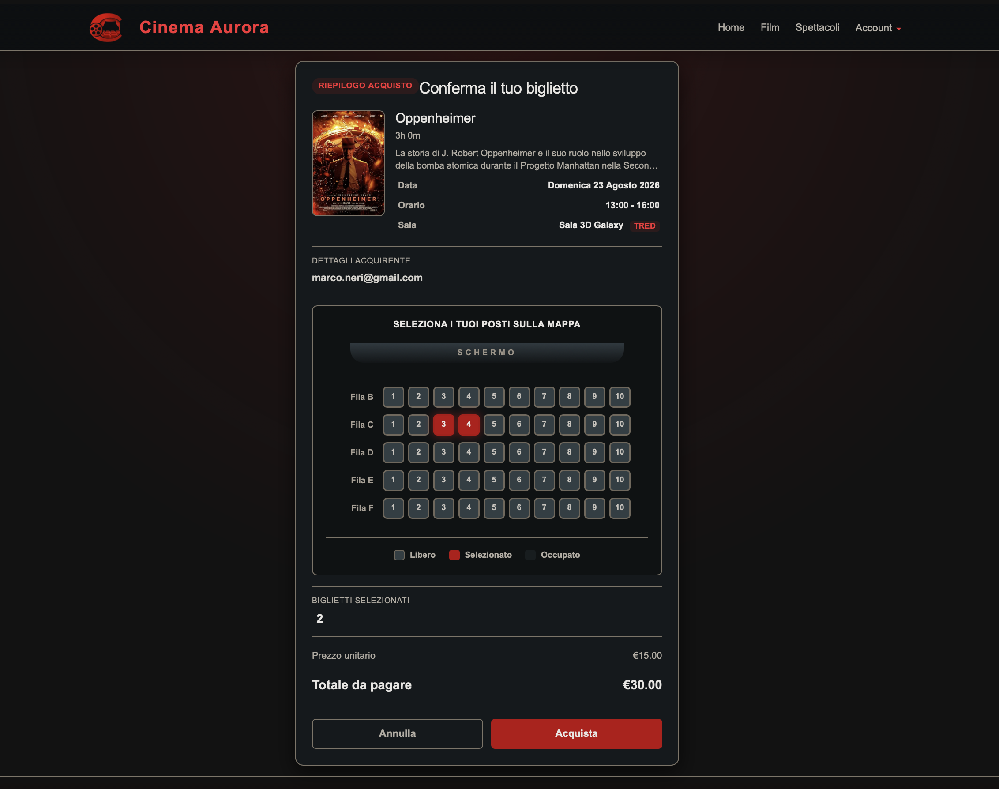 Cinema Aurora
Home Film Spettacoli Account
RIEPILOGO ACQUISTO Conferma il tuo biglietto
Oppenheimer
3h 0m
La storia di J. Robert Oppenheimer e il suo ruolo nello sviluppo
della bomba atomica durante il Progetto Manhattan nella Secon…
OPPENHEIMER
Data Domenica 23 Agosto 2026
Orario 13:00 - 16:00
Sala Sala 3D Galaxy TRED
DETTAGLI ACQUIRENTE
marco.neri@gmail.com
SELEZIONA I TUOI POSTI SULLA MAPPA
SCHERMO
Fila B 1 2 3 4 5 6 7 8 9 10
Fila C 1 2 3 4 5 6 7 8 9 10
Fila D 1 2 3 4 5 6 7 8 9 10
Fila E 1 2 3 4 5 6 7 8 9 10
Fila F 1 2 3 4 5 6 7 8 9 10
Libero Selezionato Occupato
BIGLIETTI SELEZIONATI
2
Prezzo unitario €15.00
Totale da pagare €30.00
Annulla Acquista